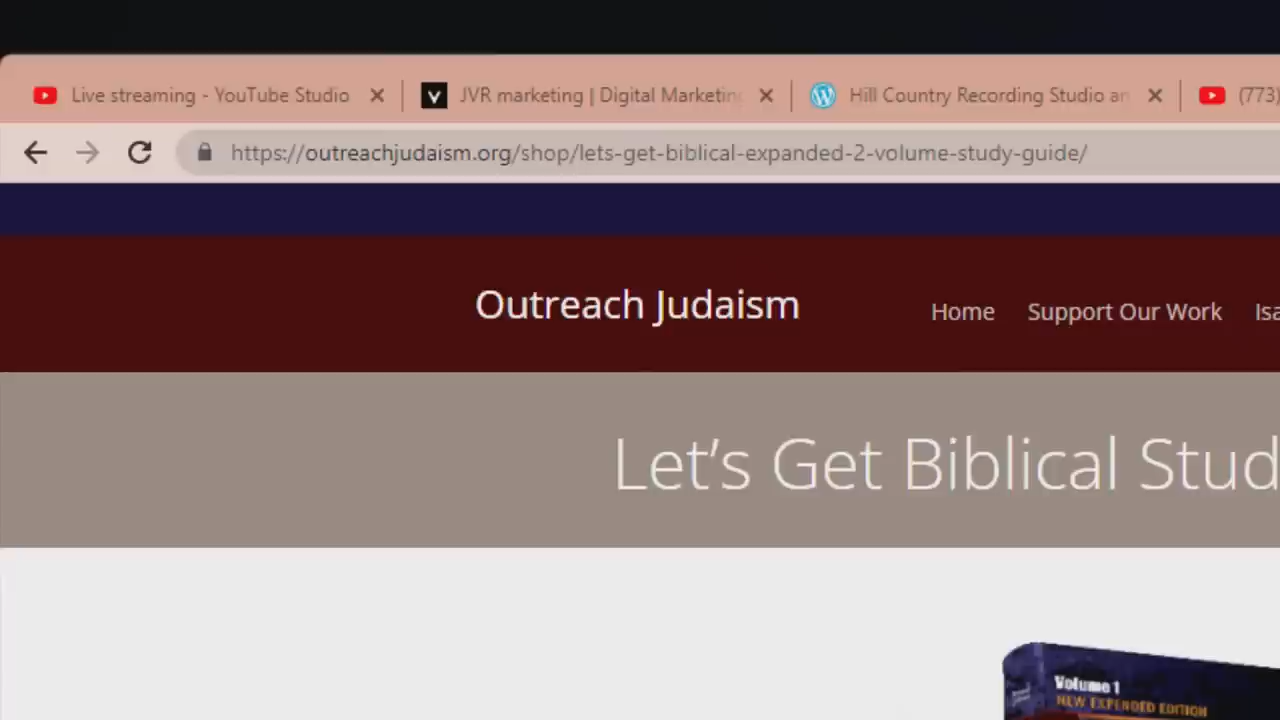 Live streaming - YouTube Studio
JVR marketing | Digital Marketing
Hill Country Recording Studio an
(773)
https://outreachjudaism.org/shop/lets-get-biblical-expanded-2-volume-study-guide/
Outreach Judaism
Home
Support Our Work
Isa
Let's Get Biblical Stud
Volume 1
NEW EXPANDED EDITION